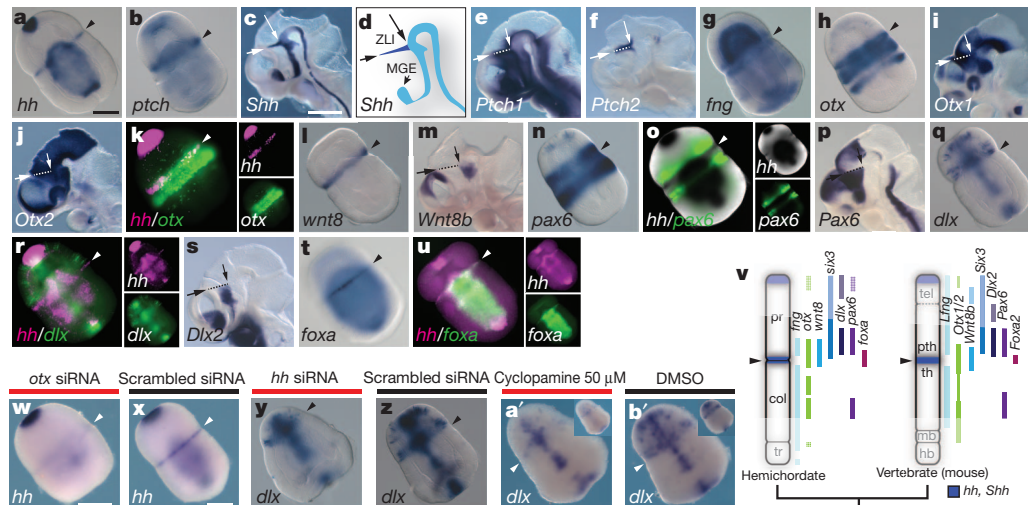 a
hh
b
ptch
c
Shh
d
ZLI
MGE
Shh
e
Ptch1
f
Ptch2
g
fng
h
otx
i
Otx1
j
Otx2
k
hh
hh/otx
otx
l
wnt8
m
Wnt8b
n
pax6
o
hh
hh/pax6
pax6
p
Pax6
q
dlx
r
hh
hh/dlx
dlx
s
Dlx2
t
foxa
u
hh
hh/foxa
foxa
v
pr
col
tr
fng
otx
wnt8
six3
dlx
pax6
foxa
tel
pth
th
mb
hb
Lfng
Otx1/2
Wnt8b
Six3
Dlx2
Pax6
Foxa2
Hemichordate
Vertebrate (mouse)
hh, Shh
otx siRNA
Scrambled siRNA
hh siRNA
Scrambled siRNA
Cyclopamine 50 μM
DMSO
w
hh
x
hh
y
dlx
z
dlx
a′
dlx
b′
dlx